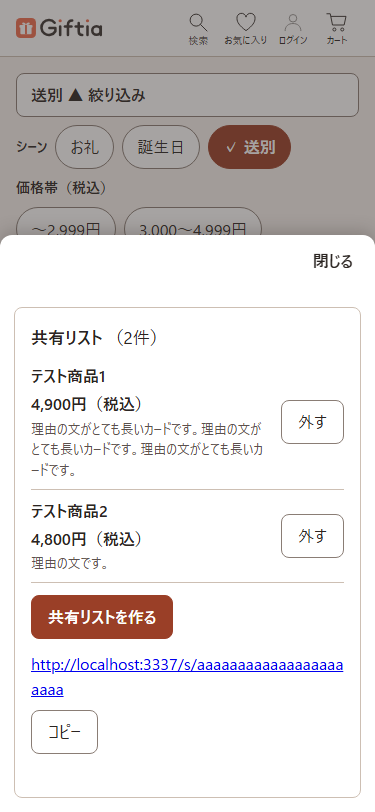 Giftia
検索
お気に入り
ログイン
カート
送別 ▲ 絞り込み
シーン
お礼
誕生日
✓ 送別
価格帯（税込）
〜2,999円
3,000〜4,999円
閉じる
共有リスト （2件）
テスト商品1
4,900円（税込）
理由の文がとても長いカードです。理由の文が
とても長いカードです。理由の文がとても長いカ
ードです。
外す
テスト商品2
4,800円（税込）
理由の文です。
外す
共有リストを作る
http://localhost:3337/s/aaaaaaaaaaaaaaaaaa
aaaa
コピー